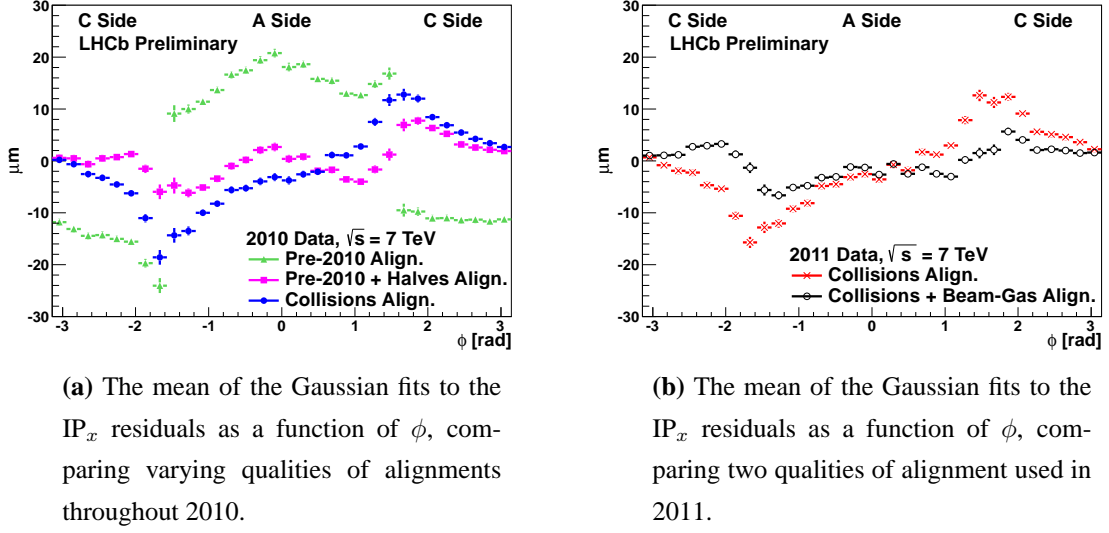 C Side A Side C Side
LHCb Preliminary
30
20
10
0
-10
-20
-30
μm
2010 Data, √s = 7 TeV
Pre-2010 Align.
Pre-2010 + Halves Align.
Collisions Align.
-3 -2 -1 0 1 2 3
ϕ [rad]
(a) The mean of the Gaussian fits to the
IPx residuals as a function of ϕ, com-
paring varying qualities of alignments
throughout 2010.
C Side A Side C Side
LHCb Preliminary
30
20
10
0
-10
-20
-30
μm
2011 Data, √s = 7 TeV
Collisions Align.
Collisions + Beam-Gas Align.
-3 -2 -1 0 1 2 3
ϕ [rad]
(b) The mean of the Gaussian fits to the
IPx residuals as a function of ϕ, com-
paring two qualities of alignment used in
2011.